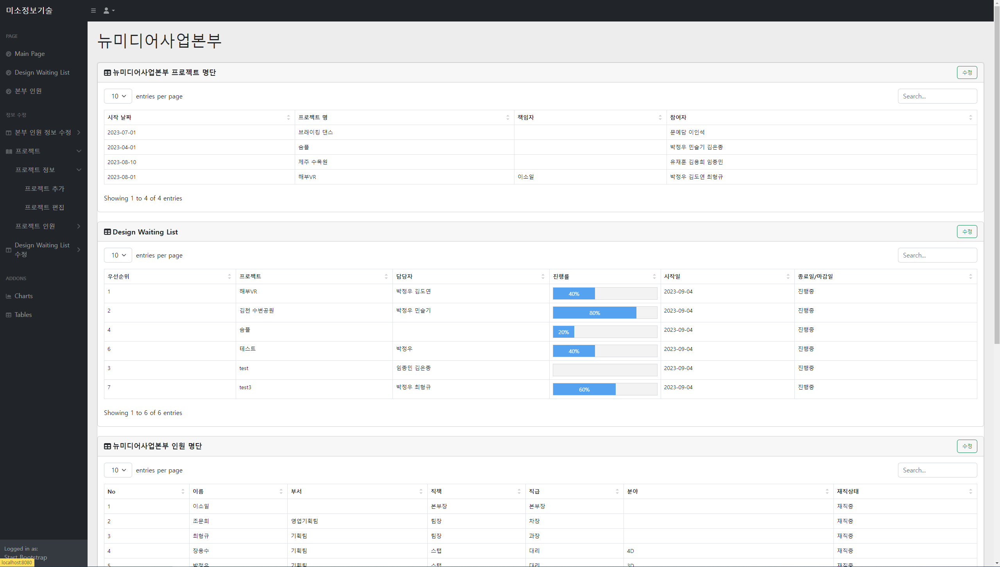 미소정보기술
PAGE
Main Page
Design Waiting List
본부 인원
정보 수정
본부 인원 정보 수정
프로젝트
프로젝트 정보
프로젝트 추가
프로젝트 편집
프로젝트 인원
Design Waiting List
수정
ADDONS
Charts
Tables
Logged in as:
Start Bootstrap
localhost:8080
뉴미디어사업본부
뉴미디어사업본부 프로젝트 명단 수정
10 entries per page Search...
시작 날짜 프로젝트 명 책임자 참여자
2023-07-01 브래이킹 댄스 문예담 이인석
2023-04-01 숨플 박정우 민슬기 김은종
2023-08-10 제주 수목원 유재훈 김용희 임종민
2023-08-01 해부VR 이소일 박정우 김도연 최형규
Showing 1 to 4 of 4 entries
Design Waiting List 수정
10 entries per page Search...
우선순위 프로젝트 담당자 진행률 시작일 종료일/마감일
1 해부VR 박정우 김도연 40% 2023-09-04 진행중
2 김천 수변공원 박정우 민슬기 80% 2023-09-04 진행중
4 숨플 20% 2023-09-04 진행중
6 테스트 박정우 40% 2023-09-04 진행중
3 test 임종민 김은종 2023-09-04 진행중
7 test3 박정우 최형규 60% 2023-09-04 진행중
Showing 1 to 6 of 6 entries
뉴미디어사업본부 인원 명단 수정
10 entries per page Search...
No 이름 부서 직책 직급 분야 재직상태
1 이소일 본부장 본부장 재직중
2 조문희 영업기획팀 팀장 차장 재직중
3 최형규 기획팀 팀장 과장 재직중
4 장용수 기획팀 스탭 대리 4D 재직중
5 박정우 기획팀 스탭 대리 3D 재직중